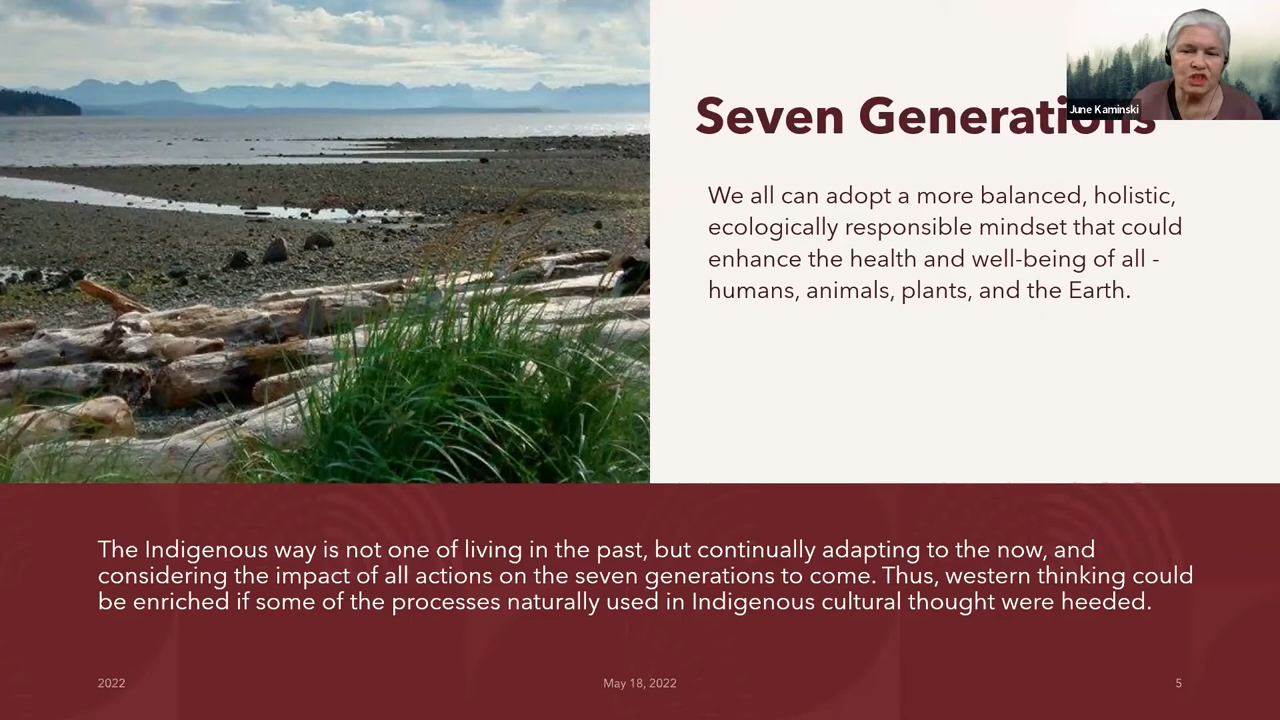 Seven Generations
June Kaminski
We all can adopt a more balanced, holistic,
ecologically responsible mindset that could
enhance the health and well-being of all -
humans, animals, plants, and the Earth.
The Indigenous way is not one of living in the past, but continually adapting to the now, and
considering the impact of all actions on the seven generations to come. Thus, western thinking could
be enriched if some of the processes naturally used in Indigenous cultural thought were heeded.
2022
May 18, 2022
5